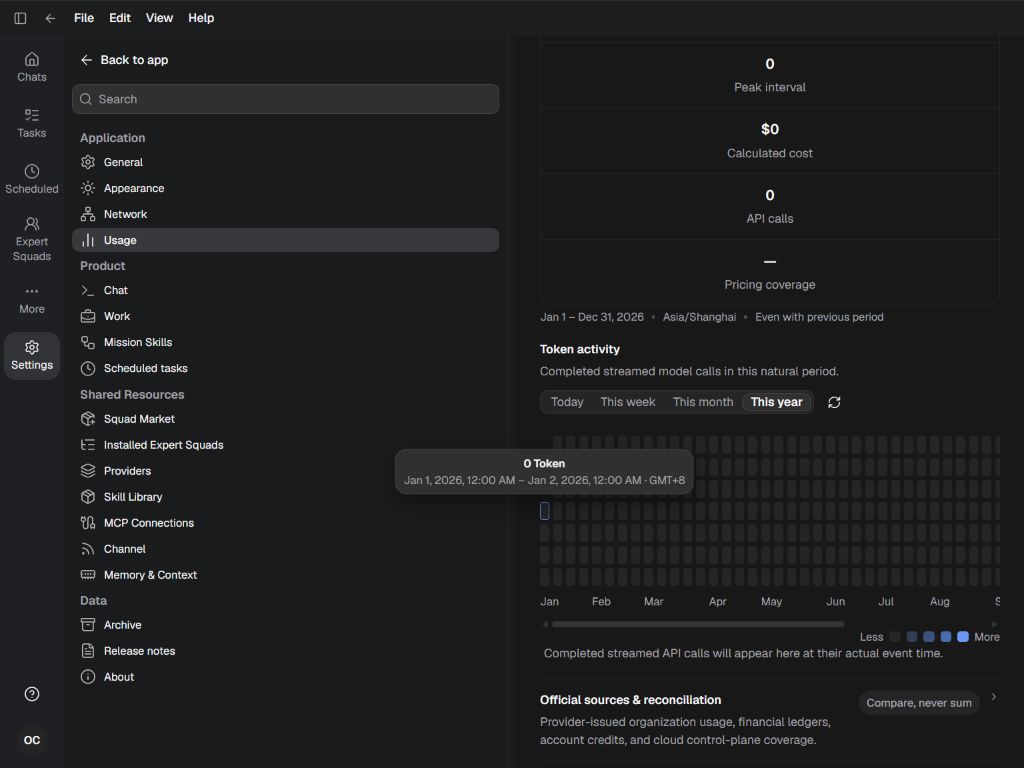 File Edit View Help
Chats
Tasks
Scheduled
Expert
Squads
More
Settings
OC
Back to app
Search
Application
General
Appearance
Network
Usage
Product
Chat
Work
Mission Skills
Scheduled tasks
Shared Resources
Squad Market
Installed Expert Squads
Providers
Skill Library
MCP Connections
Channel
Memory & Context
Data
Archive
Release notes
About
0
Peak interval
$0
Calculated cost
0
API calls
—
Pricing coverage
Jan 1 – Dec 31, 2026 • Asia/Shanghai • Even with previous period
Token activity
Completed streamed model calls in this natural period.
Today This week This month This year
0 Token
Jan 1, 2026, 12:00 AM – Jan 2, 2026, 12:00 AM · GMT+8
Jan Feb Mar Apr May Jun Jul Aug S
Less More
Completed streamed API calls will appear here at their actual event time.
Official sources & reconciliation
Compare, never sum
Provider-issued organization usage, financial ledgers,
account credits, and cloud control-plane coverage.